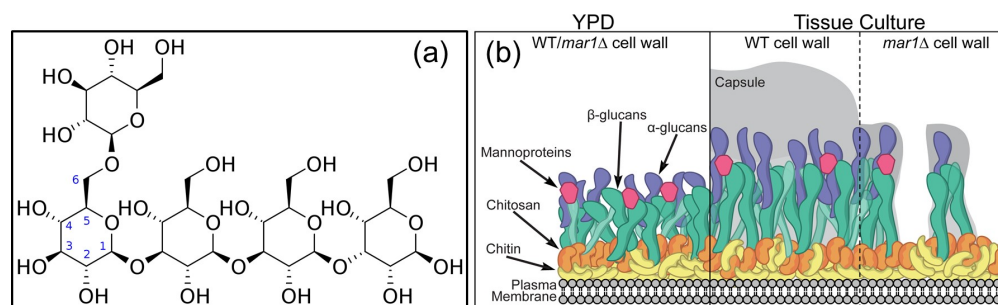 (a)
OH
HO
OH
HO
O
OH
O
6
OH
OH
OH
HO
4
5
O
HO
O
HO
O
HO
O
3
2
1
HO
O
O
O
OH
OH
OH
OH
OH
YPD
Tissue Culture
(b)
WT/mar1Δ cell wall
WT cell wall
mar1Δ cell wall
Capsule
β-glucans
α-glucans
Mannoproteins
Chitosan
Chitin
Plasma
Membrane